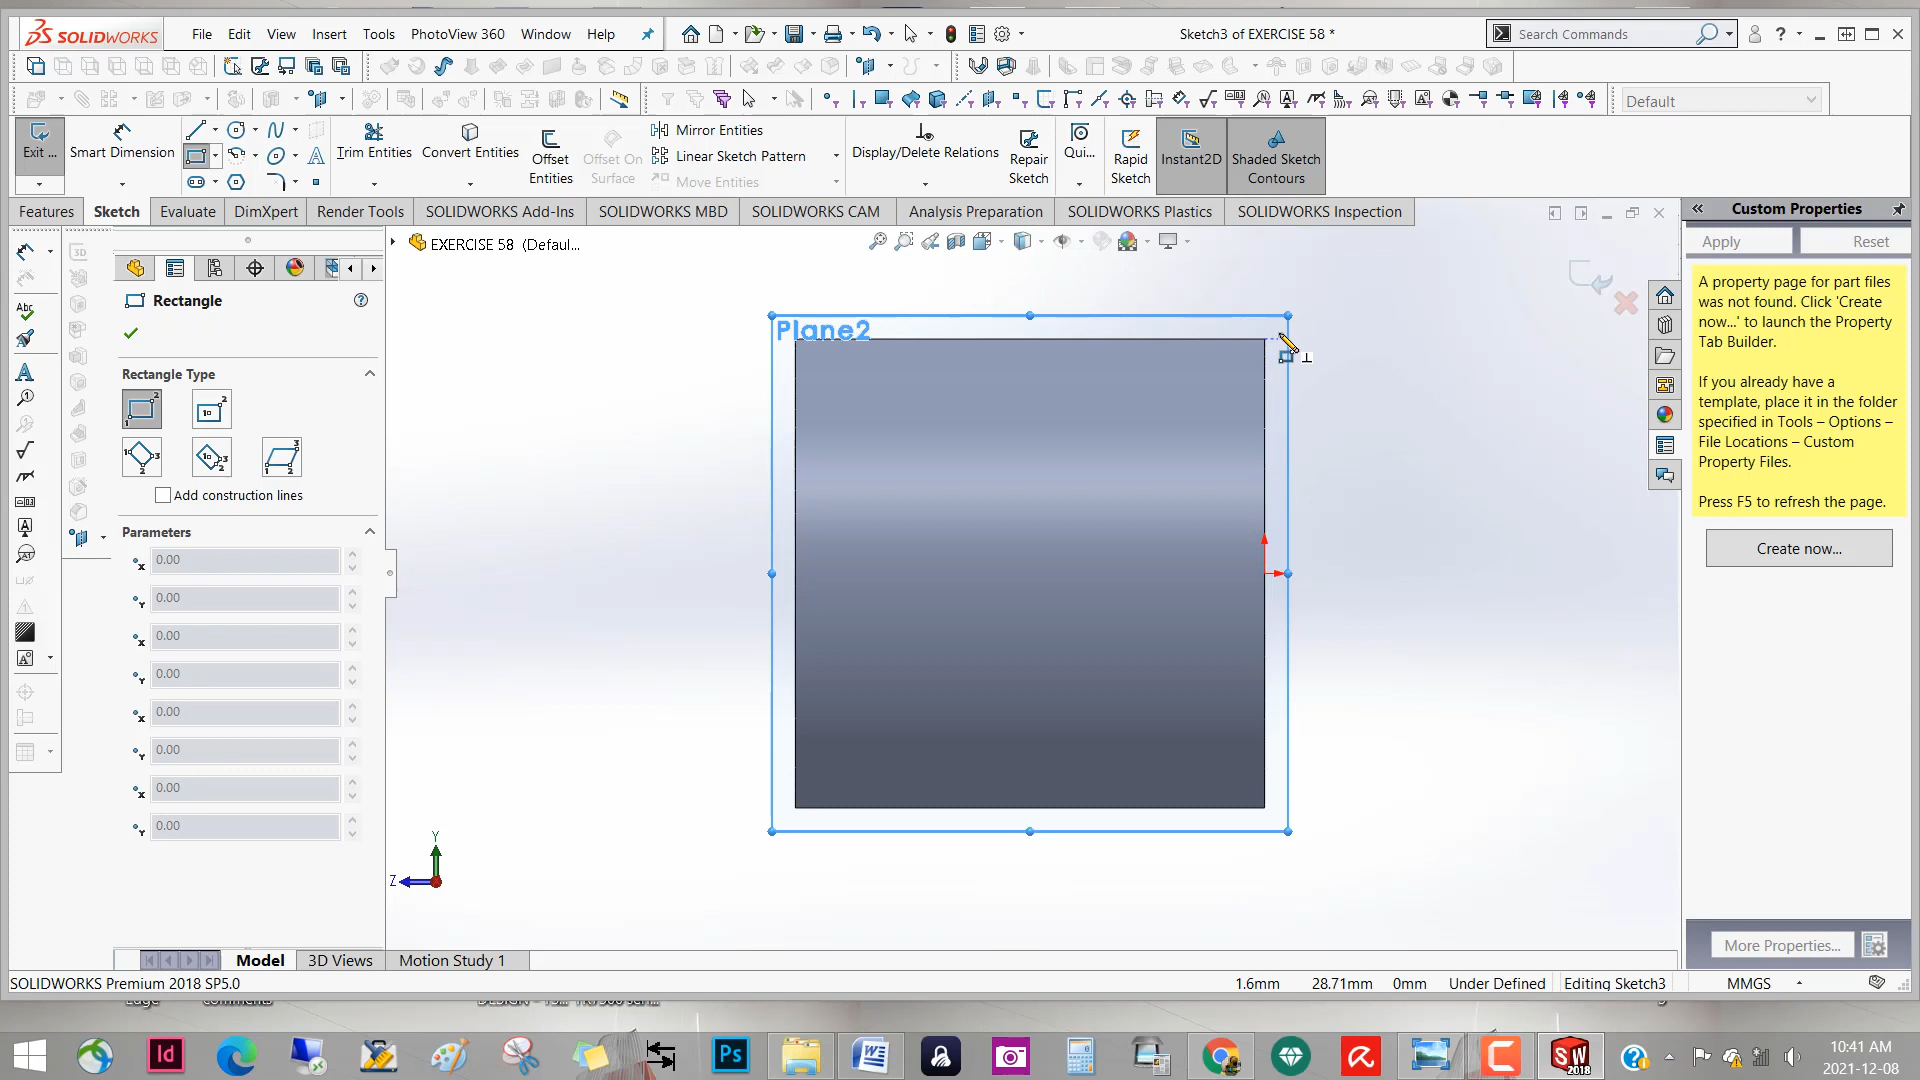 SOLIDWORKS File Edit View Insert Tools PhotoView 360 Window Help Sketch3 of EXERCISE 58 * Search Commands
Default
Exit ... Smart Dimension Trim Entities Convert Entities Offset Entities Offset On Surface Mirror Entities Linear Sketch Pattern Move Entities Display/Delete Relations Repair Sketch Qui... Rapid Sketch Instant2D Shaded Sketch Contours
Features Sketch Evaluate DimXpert Render Tools SOLIDWORKS Add-Ins SOLIDWORKS MBD SOLIDWORKS CAM Analysis Preparation SOLIDWORKS Plastics SOLIDWORKS Inspection
Custom Properties
Apply Reset
EXERCISE 58 (Defaul...
A property page for part files
was not found. Click 'Create
now...' to launch the Property
Tab Builder.
If you already have a
template, place it in the folder
specified in Tools – Options –
File Locations – Custom
Property Files.
Press F5 to refresh the page.
Create now...
More Properties...
Rectangle
Rectangle Type
Add construction lines
Parameters
X 0.00
Y 0.00
X 0.00
Y 0.00
X 0.00
Y 0.00
X 0.00
Y 0.00
Plane2
Y
Z
Model 3D Views Motion Study 1
SOLIDWORKS Premium 2018 SP5.0 1.6mm 28.71mm 0mm Under Defined Editing Sketch3 MMGS
10:41 AM
2021-12-08